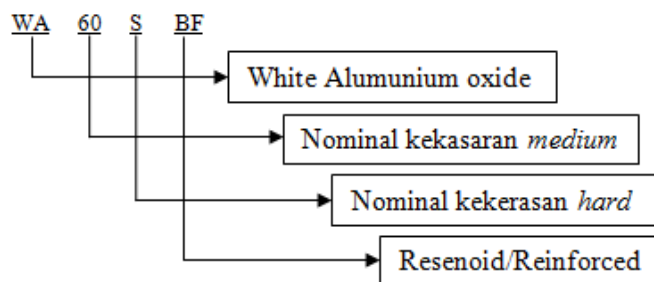 WA 60 S BF
White Alumunium oxide
Nominal kekasaran medium
Nominal kekerasan hard
Resenoid/Reinforced